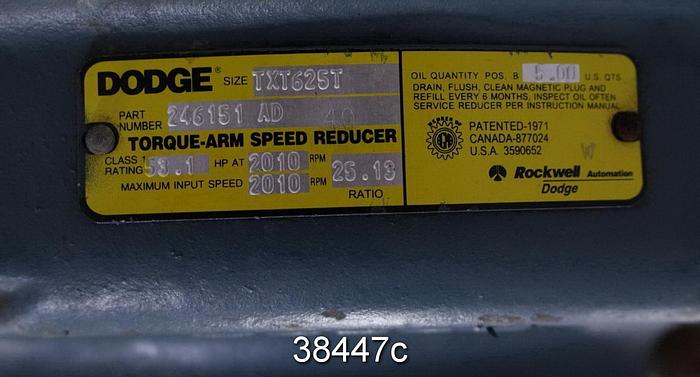 DODGE® SIZE TXT625T
PART NUMBER 246151 AD
TORQUE-ARM SPEED REDUCER
CLASS 1 RATING 53.1 HP AT 2010 RPM
MAXIMUM INPUT SPEED 2010 RPM
25.13
RATIO
OIL QUANTITY POS. B 5.00 U.S. QTS.
DRAIN, FLUSH, CLEAN MAGNETIC PLUG AND
REFILL EVERY 6 MONTHS, INSPECT OIL OFTEN
SERVICE REDUCER PER INSTRUCTION MANUAL
PATENTED-1971
CANADA-877024
U.S.A. 3590652
Rockwell Automation
Dodge
38447c